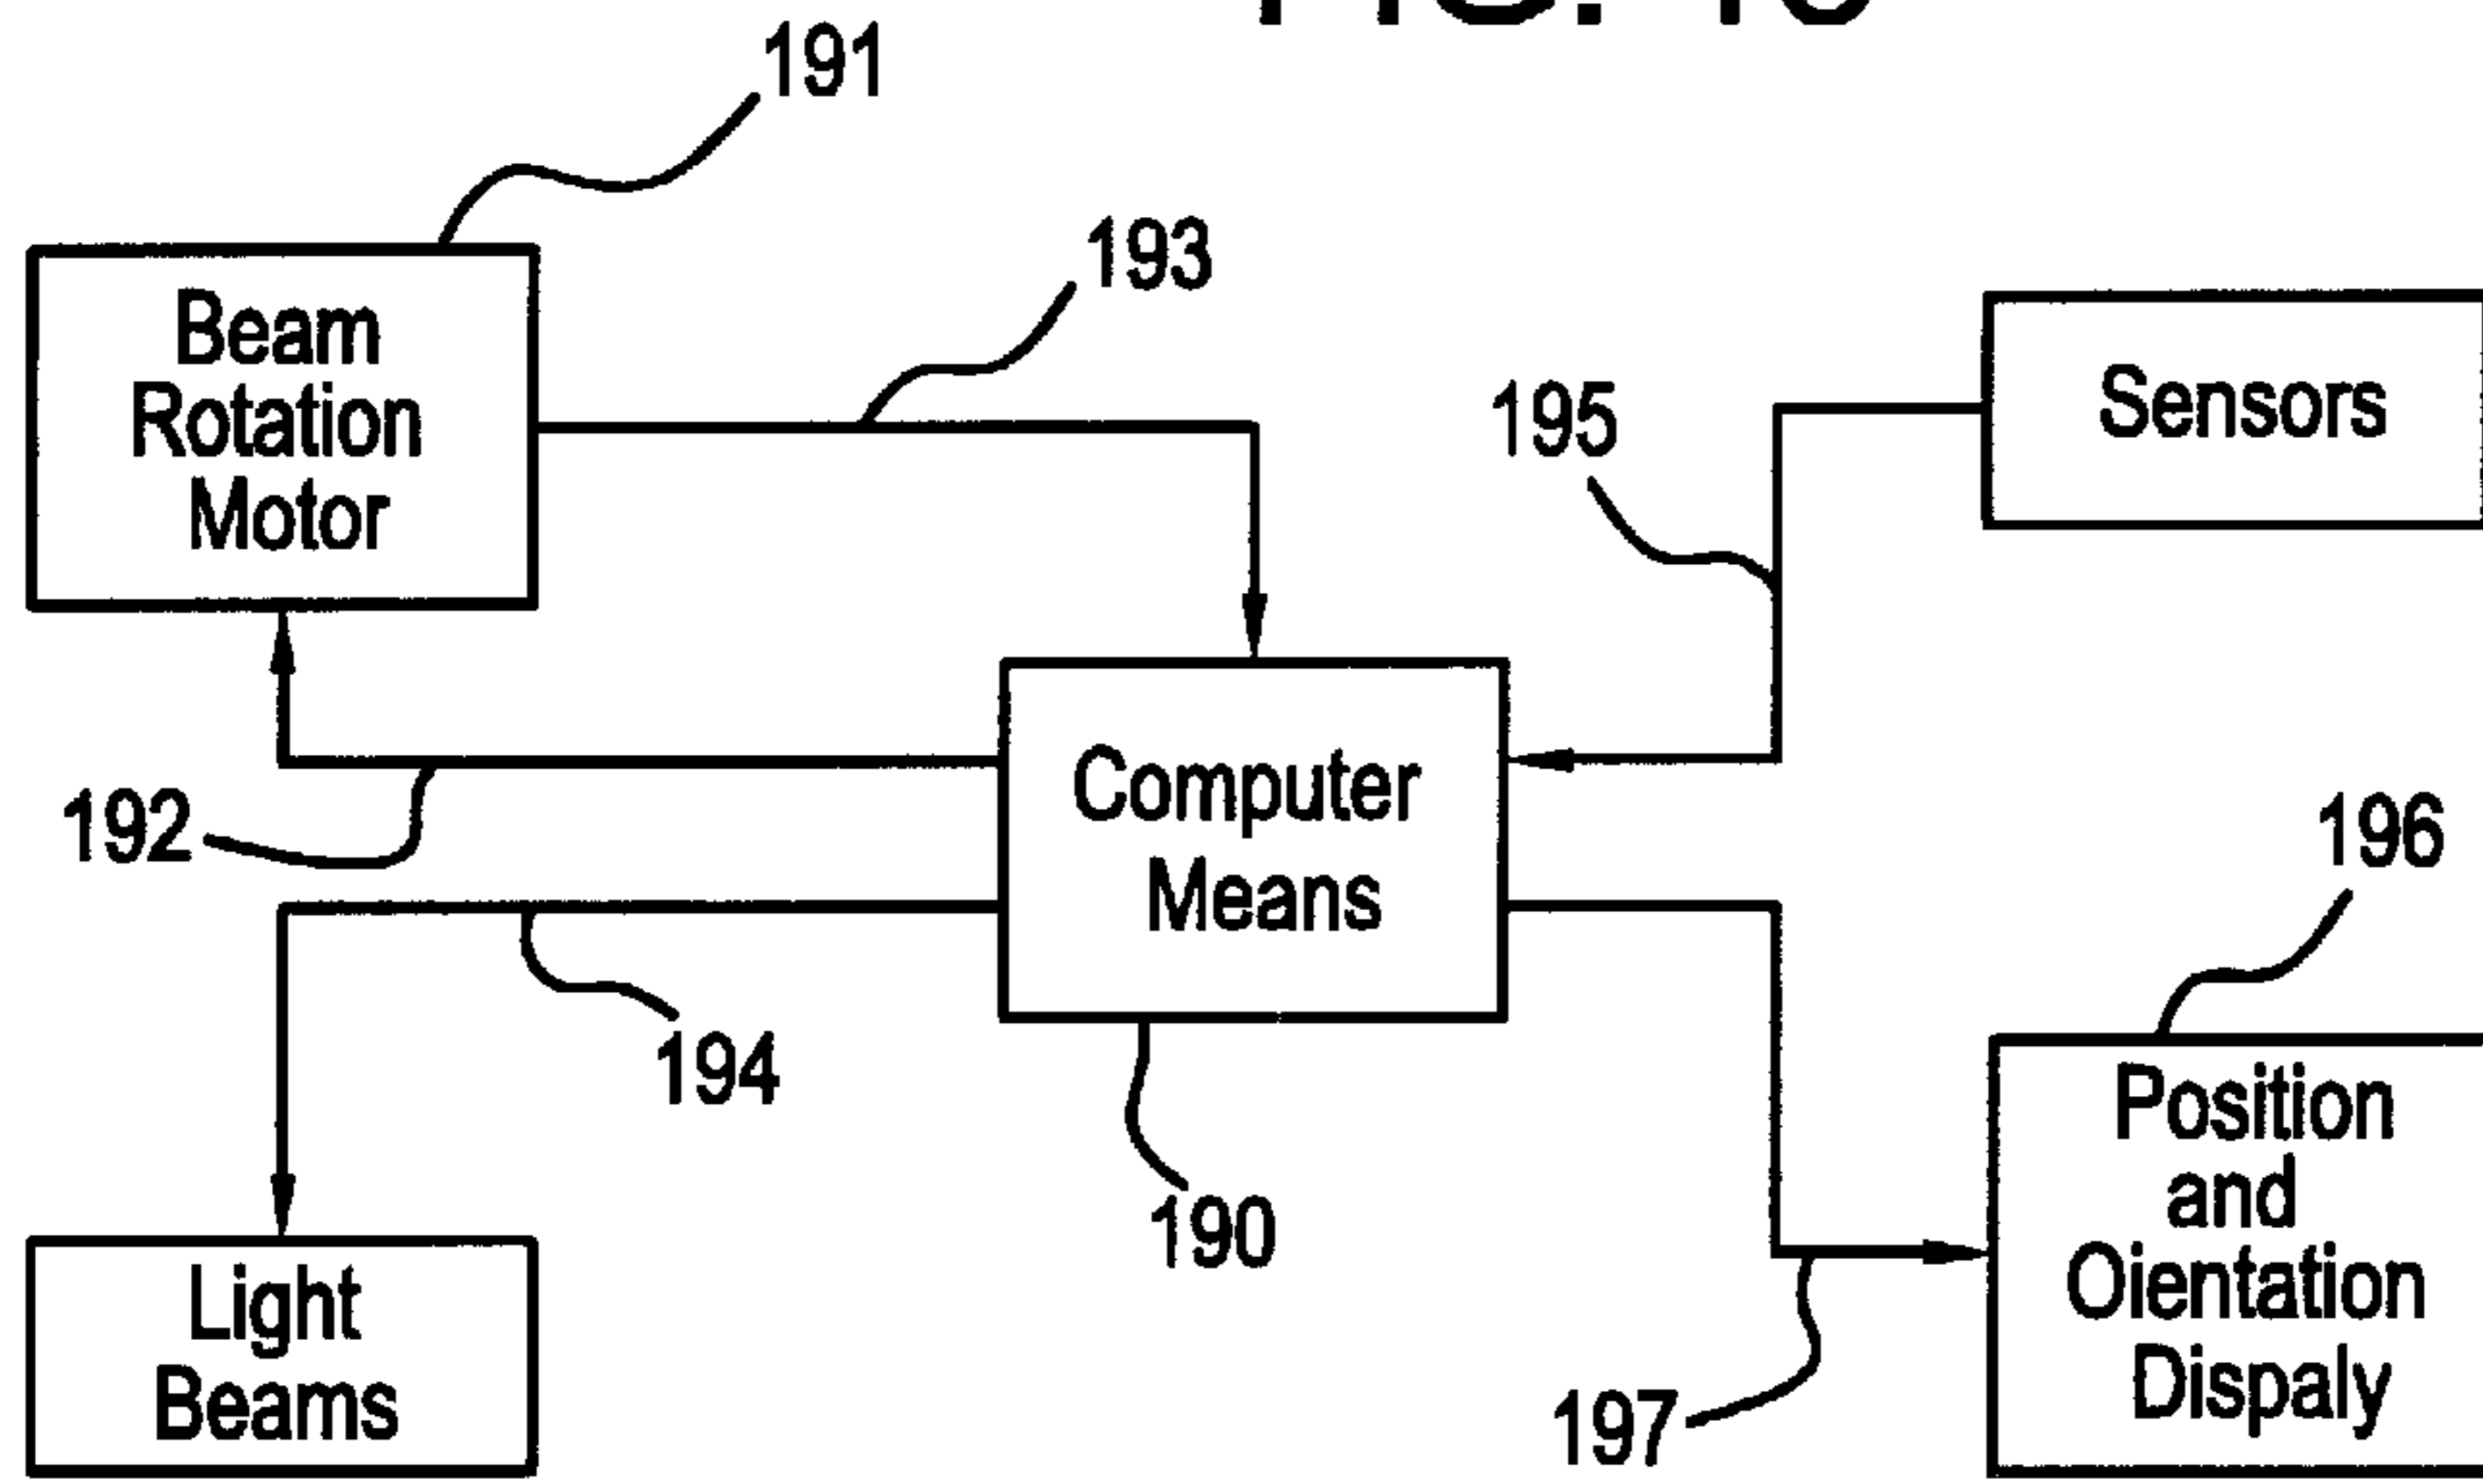 191
193
Beam
Rotation
Motor
195
Sensors
192
Computer
Means
196
194
190
Position
and
Oientation
Dispaly
Light
Beams
197